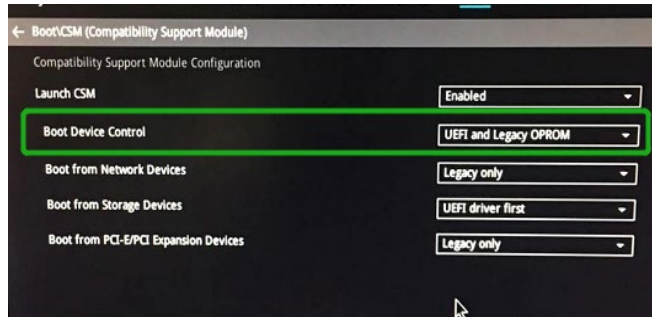 ← Boot\CSM (Compatibility Support Module)
Compatibility Support Module Configuration
Launch CSM Enabled
Boot Device Control UEFI and Legacy OPROM
Boot from Network Devices Legacy only
Boot from Storage Devices UEFI driver first
Boot from PCI-E/PCI Expansion Devices Legacy only